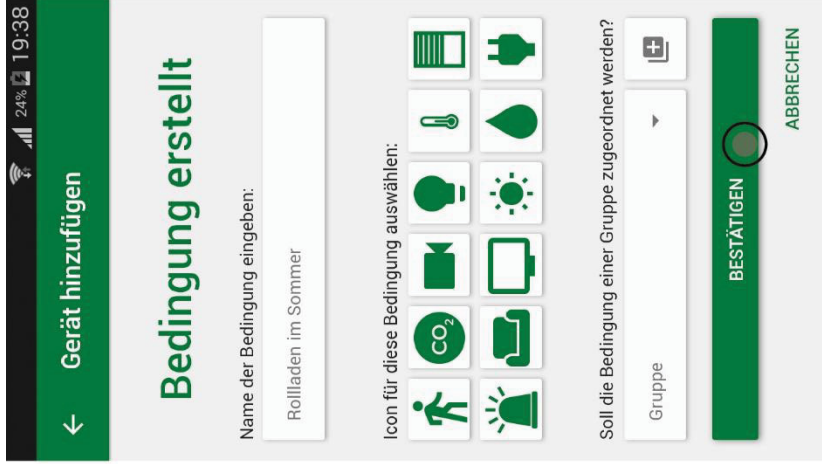 24% 19:38
Gerät hinzufügen
Bedingung erstellt
Name der Bedingung eingeben:
Rollladen im Sommer
Icon für diese Bedingung auswählen:
CO₂
Soll die Bedingung einer Gruppe zugeordnet werden?
Gruppe
BESTÄTIGEN
ABBRECHEN